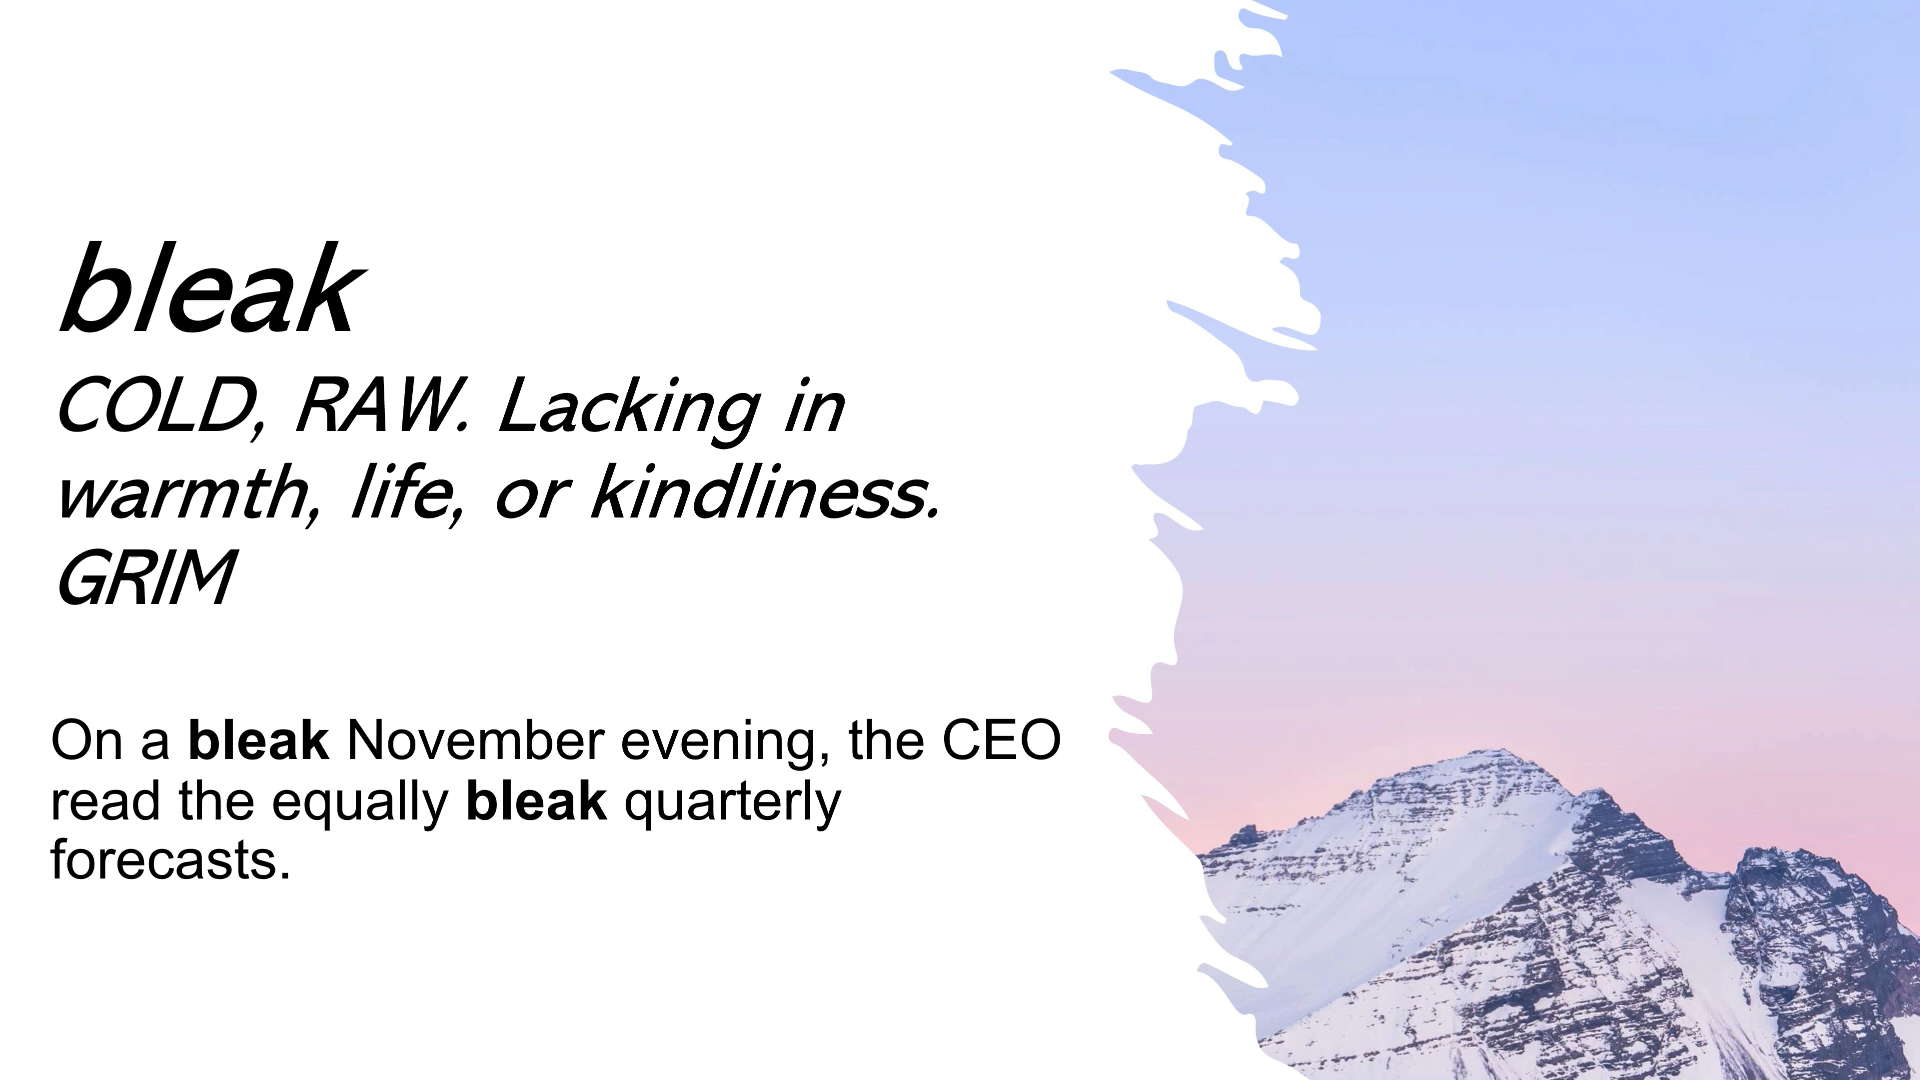 bleak
COLD, RAW. Lacking in
warmth, life, or kindliness.
GRIM
On a bleak November evening, the CEO
read the equally bleak quarterly
forecasts.